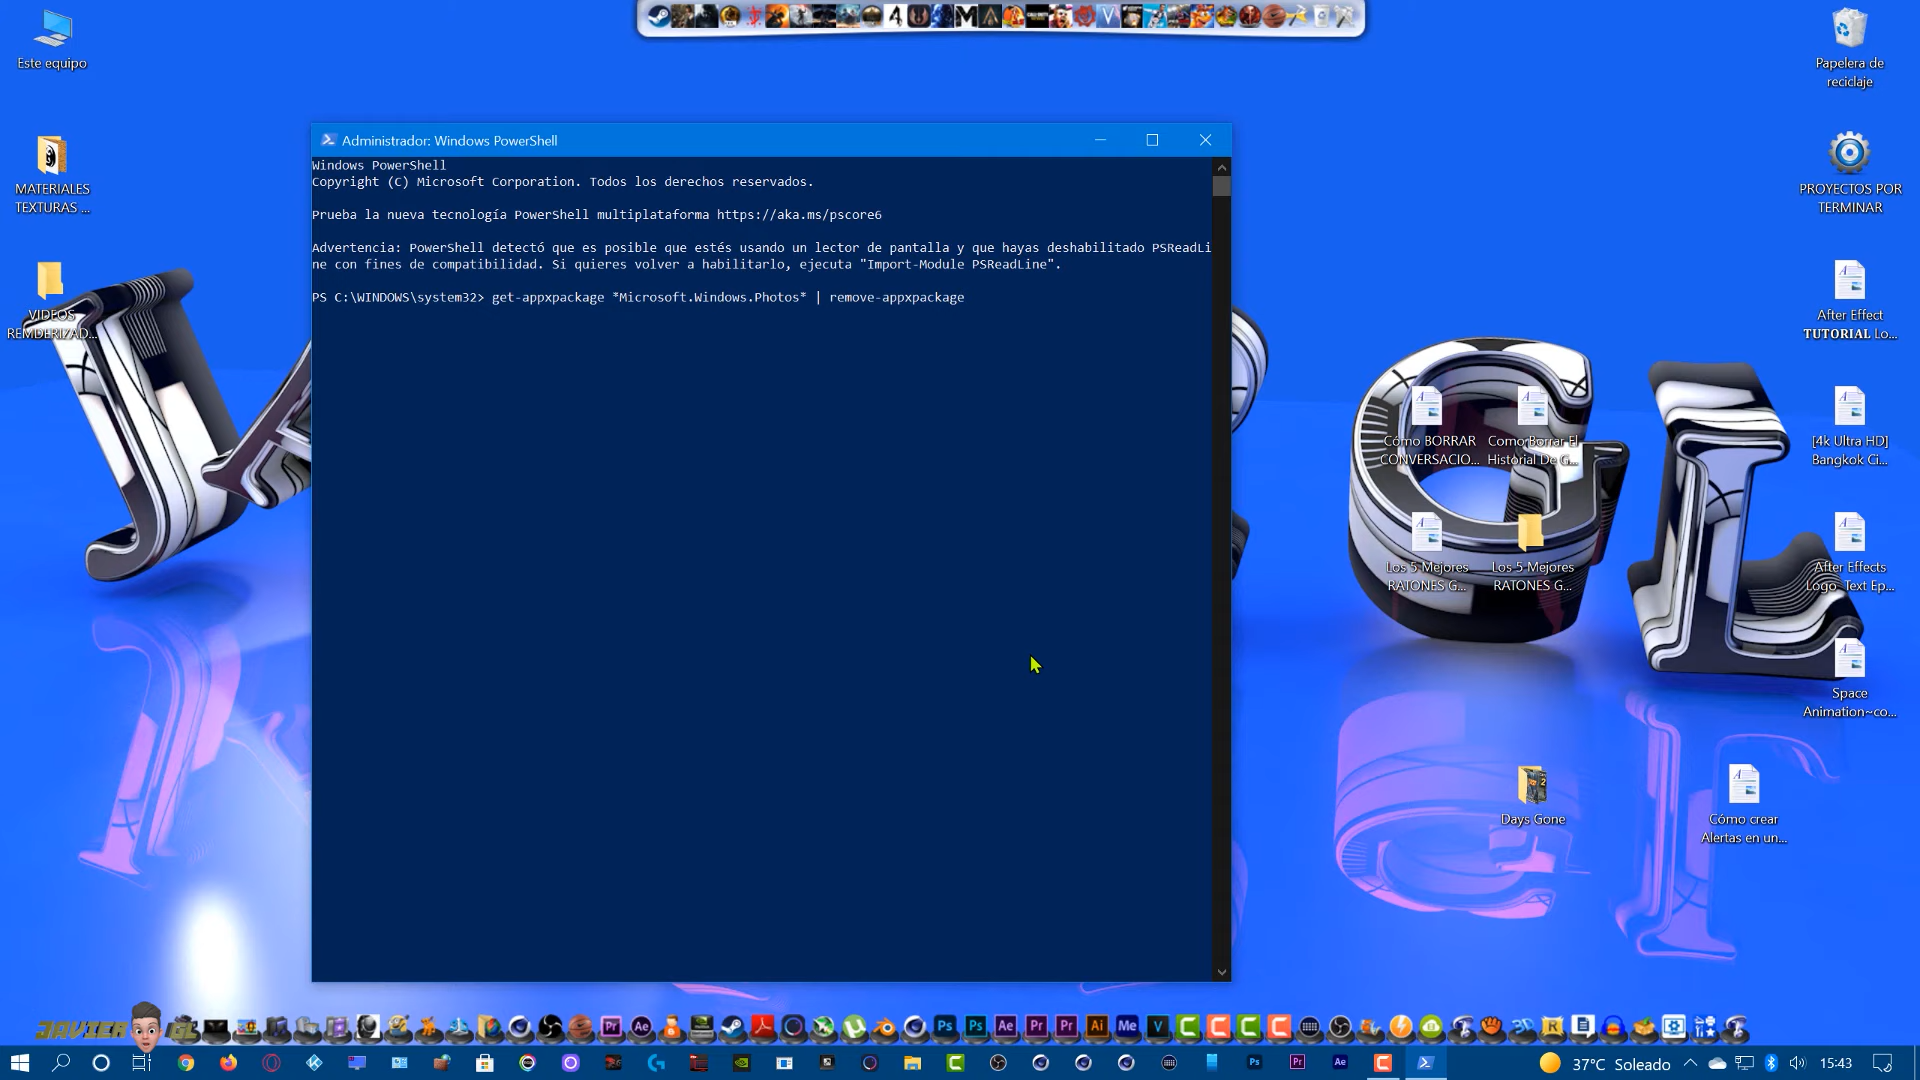 Este equipo
MATERIALES
TEXTURAS ...
VIDEOS
REMDERIZAD...
Administrador: Windows PowerShell
Windows PowerShell
Copyright (C) Microsoft Corporation. Todos los derechos reservados.
Prueba la nueva tecnología PowerShell multiplataforma https://aka.ms/pscore6
Advertencia: PowerShell detectó que es posible que estés usando un lector de pantalla y que hayas deshabilitado PSReadLi
ne con fines de compatibilidad. Si quieres volver a habilitarlo, ejecuta "Import-Module PSReadLine".
PS C:\WINDOWS\system32> get-appxpackage *Microsoft.Windows.Photos* | remove-appxpackage
Papelera de
reciclaje
PROYECTOS POR
TERMINAR
After Effect
TUTORIAL Lo...
Cómo BORRAR
CONVERSACIO...
Como Borrar El
Historial De G...
[4k Ultra HD]
Bangkok Ci...
Los 5 Mejores
RATONES G...
Los 5 Mejores
RATONES G...
After Effects
Logo_Text Ep...
Space
Animation~co...
Days Gone
Cómo crear
Alertas en un...
GL
JAVIER GL
37°C Soleado
15:43